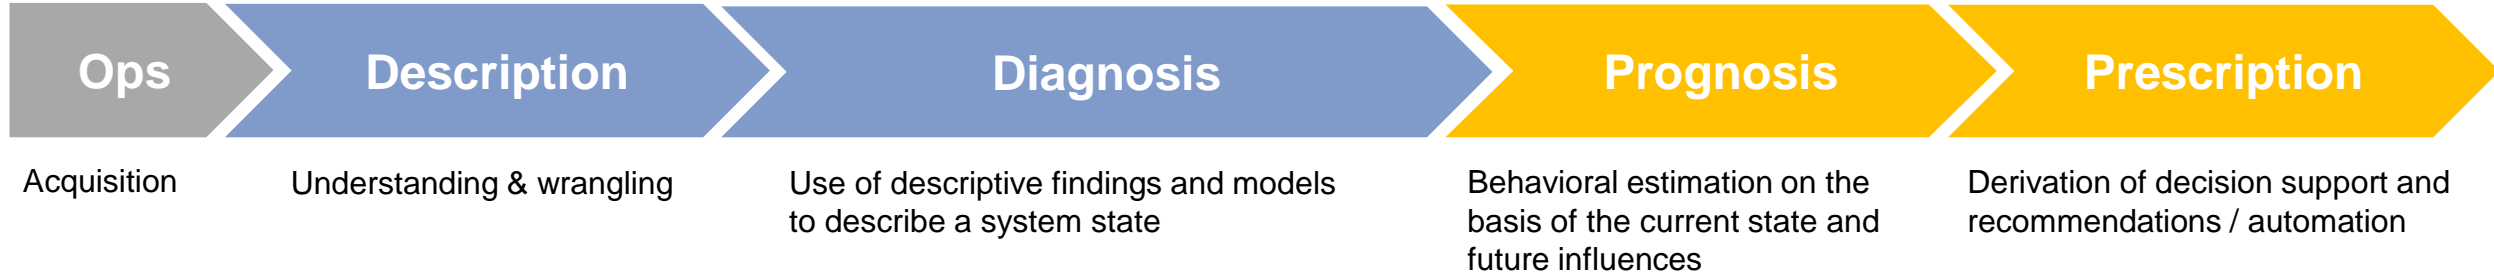 Ops
Description
Diagnosis
Prognosis
Prescription
Acquisition
Understanding & wrangling
Use of descriptive findings and models
to describe a system state
Behavioral estimation on the
basis of the current state and
future influences
Derivation of decision support and
recommendations / automation